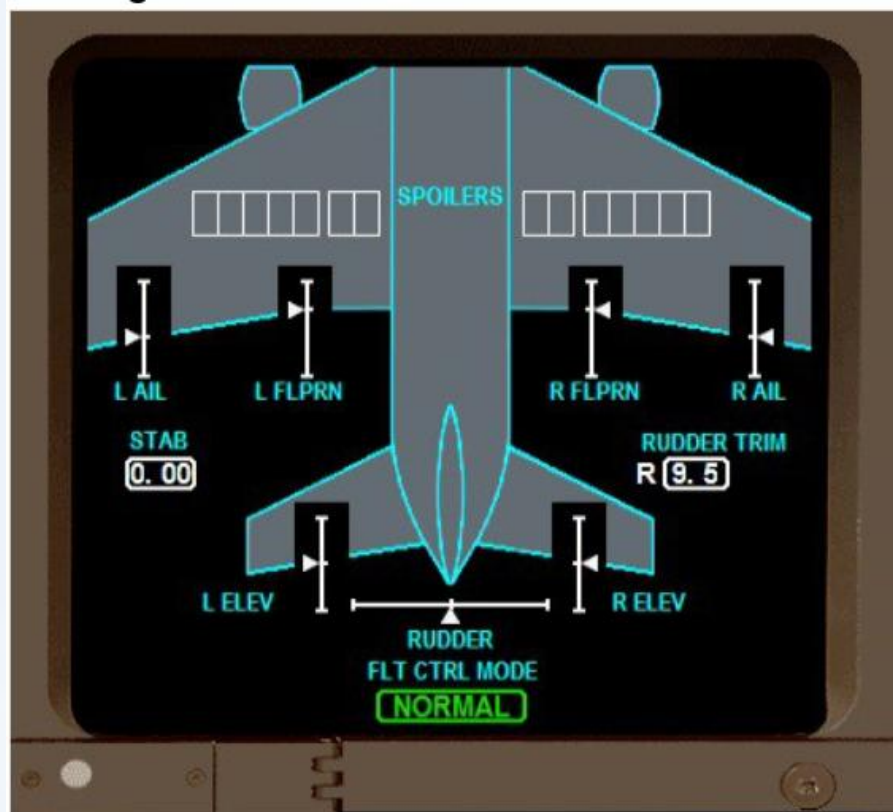 SPOILERS
L AIL
L FLPRN
R FLPRN
R AIL
STAB
0.00
RUDDER TRIM
R 9.5
L ELEV
R ELEV
RUDDER
FLT CTRL MODE
NORMAL